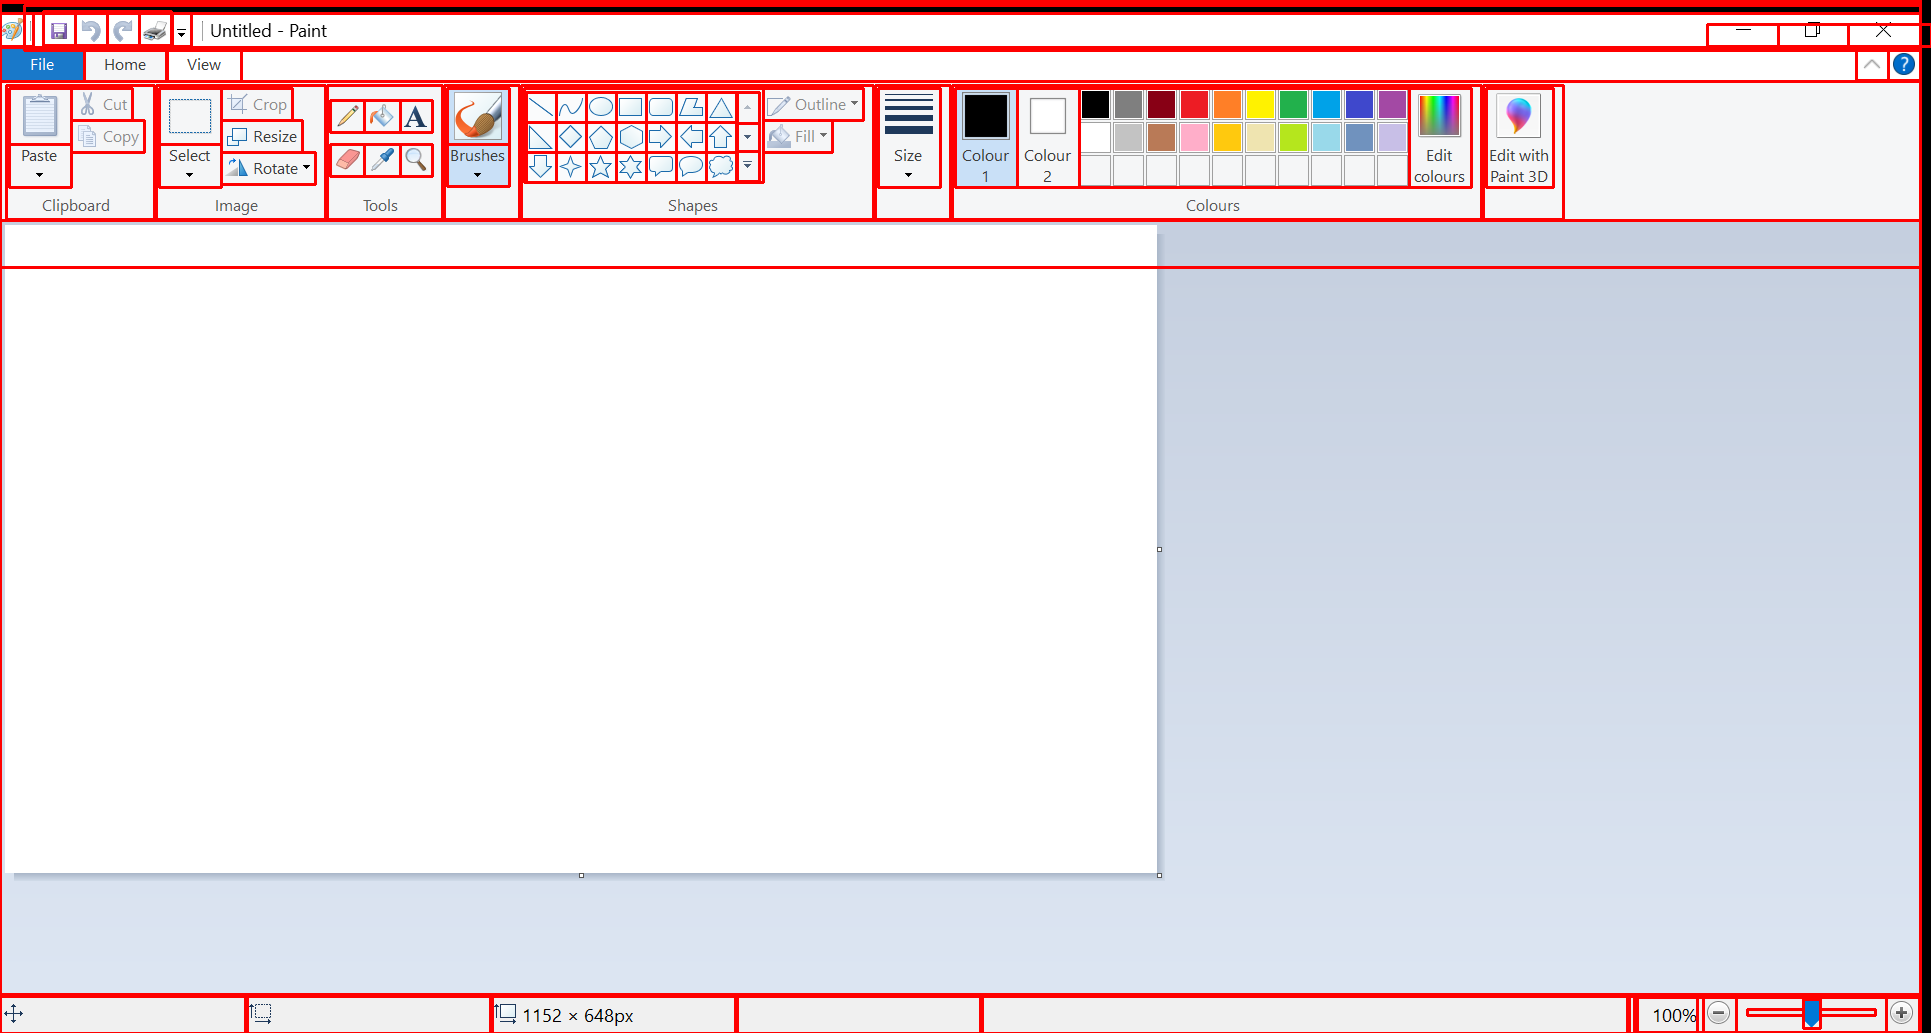 Untitled - Paint
File Home View
Paste Cut Copy Select Crop Resize Rotate A Brushes Outline Fill Size Colour 1 Colour 2 Edit colours Edit with Paint 3D
Clipboard Image Tools Shapes Colours
1152 × 648px 100%